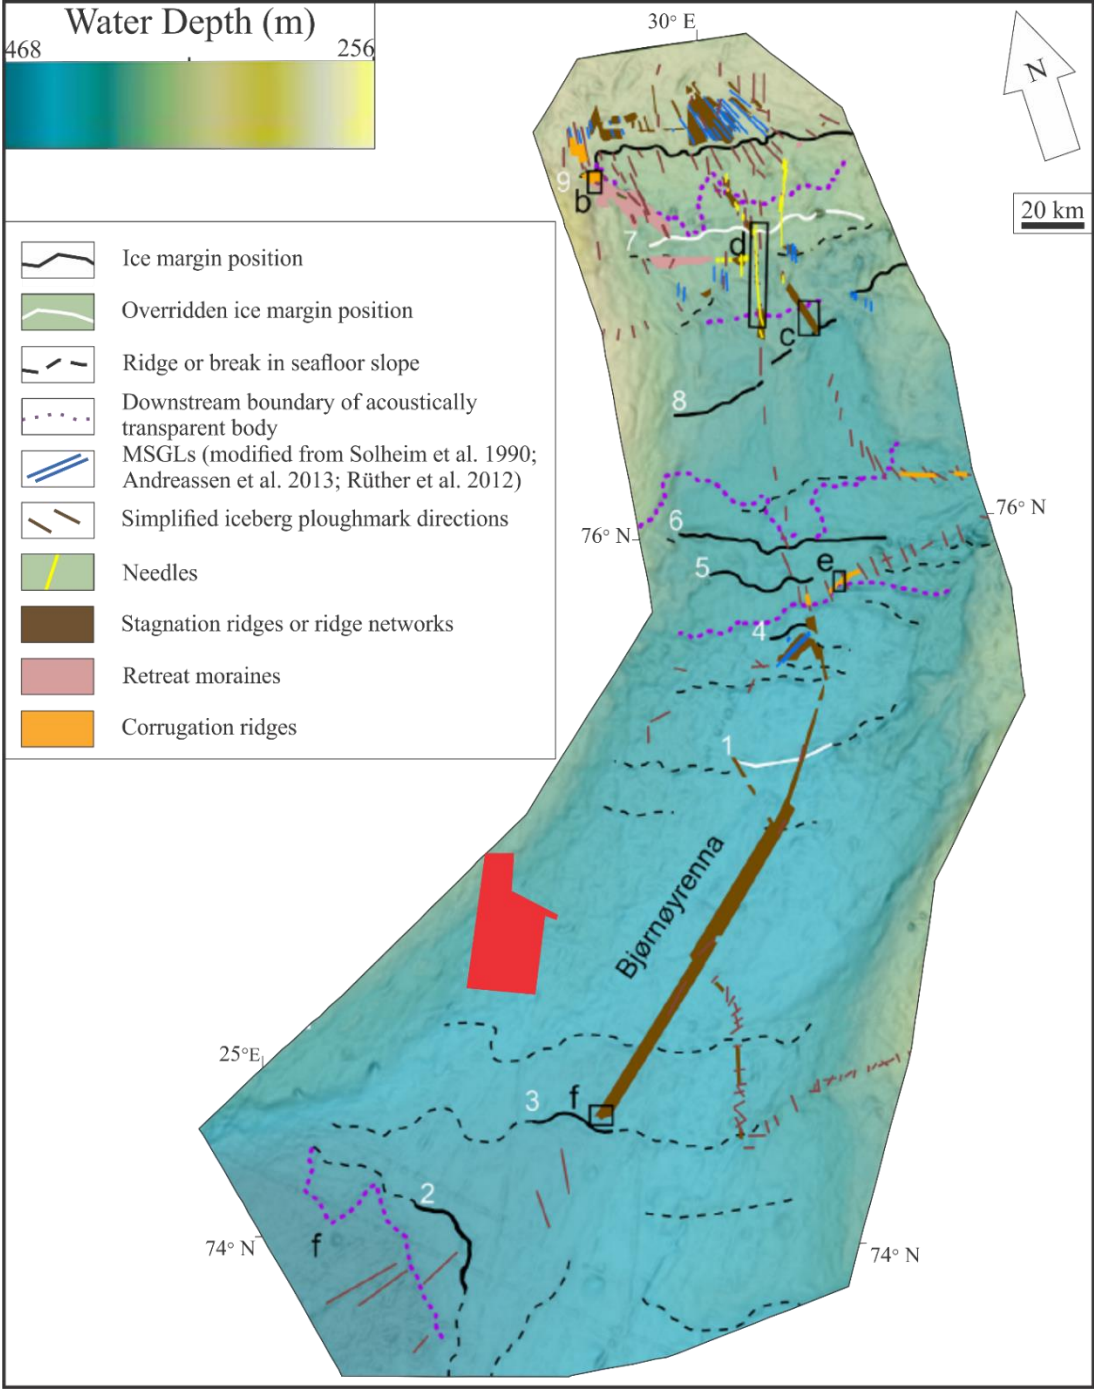 Water Depth (m)
468
256
30° E
N
20 km
Ice margin position
Overridden ice margin position
Ridge or break in seafloor slope
Downstream boundary of acoustically
transparent body
MSGLs (modified from Solheim et al. 1990;
Andreassen et al. 2013; Rüther et al. 2012)
Simplified iceberg ploughmark directions
Needles
Stagnation ridges or ridge networks
Retreat moraines
Corrugation ridges
9
b
7
d
c
8
76° N
6
76° N
5
e
4
1
Bjørnøyrenna
25°E
3
f
2
f
74° N
74° N